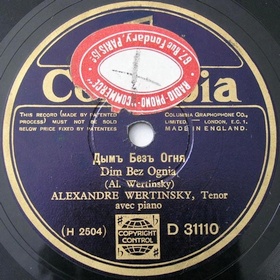 RADIO-PHONO-"COMMERCE"
67, Rue Fondary, PARIS 15e
Columbia
THIS RECORD (MADE BY PATENTED
PROCESS) MUST NOT BE SOLD
BELOW PRICE FIXED BY PATENTEES
COLUMBIA GRAPHOPHONE CO.,
LIMITED. — LONDON, E.C. 1.
MADE IN ENGLAND.
Дымъ Безъ Огня
Dim Bez Ognia
(Al. Wertinsky)
ALEXANDRE WERTINSKY, Tenor
avec piano
(H 2504)
COPYRIGHT
CONTROL
D 31110